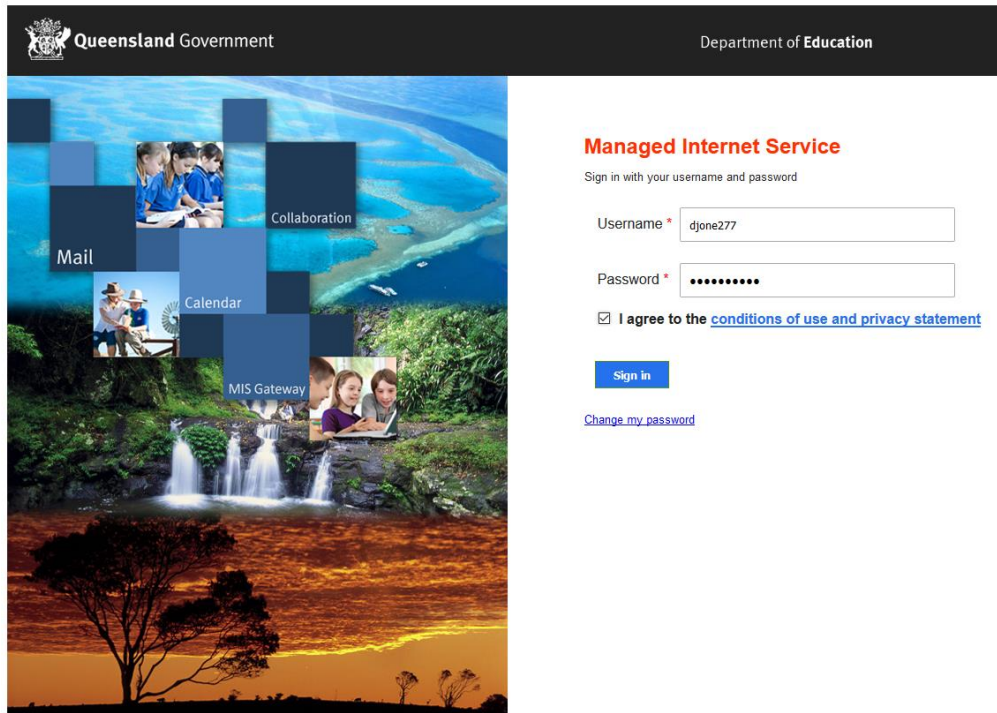 Queensland Government
Department of Education
Collaboration
Mail
Calendar
MIS Gateway
Managed Internet Service
Sign in with your username and password
Username * djone277
Password * ••••••••••
I agree to the conditions of use and privacy statement
Sign in
Change my password